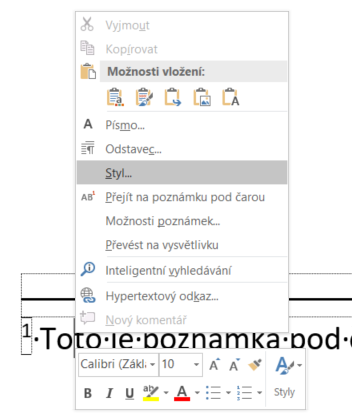 Vyjmout
Kopírovat
Možnosti vložení:
Písmo...
Odstavec...
Styl...
Přejít na poznámku pod čarou
Možnosti poznámek...
Převést na vysvětlivku
Inteligentní vyhledávání
Hypertextový odkaz...
Nový komentář
1·Toto·je·poznámka·pod·
Calibri (Zákl 10
B I U ab A Styly